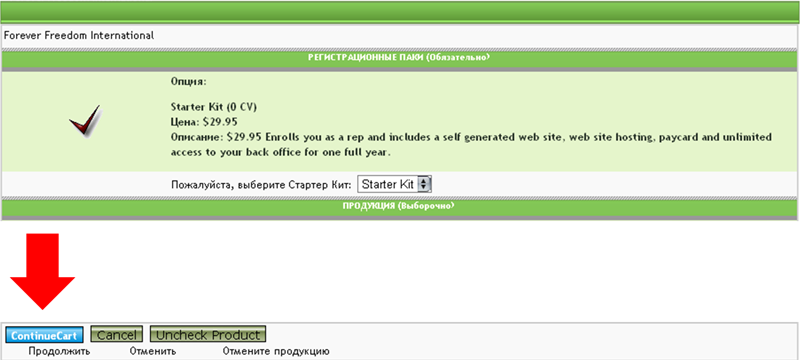 Forever Freedom International
РЕГИСТРАЦИОННЫЕ ПАКИ (Обязательно)
Опция:
Starter Kit (0 CV)
Цена: $29.95
Описание: $29.95 Enrolls you as a rep and includes a self generated web site, web site hosting, paycard and unlimited
access to your back office for one full year.
Пожалуйста, выберите Стартер Кит: Starter Kit
ПРОДУКЦИЯ (Выборочно)
ContinueCart Cancel Uncheck Product
Продолжить Отменить Отмените продукцию